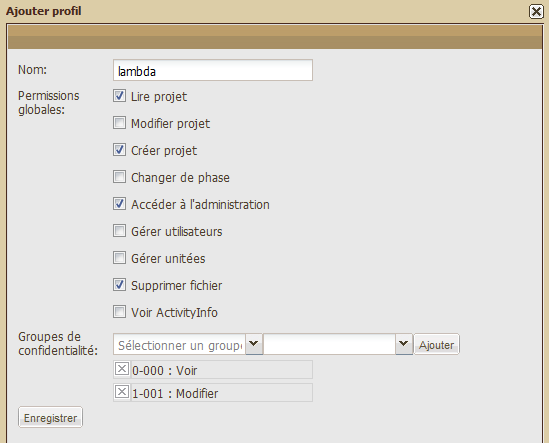 Ajouter profil
Nom:
lambda
Permissions
globales:
Lire projet
Modifier projet
Créer projet
Changer de phase
Accéder à l'administration
Gérer utilisateurs
Gérer unitées
Supprimer fichier
Voir ActivityInfo
Groupes de
confidentialité:
Sélectionner un groupe
Ajouter
0-000 : Voir
1-001 : Modifier
Enregistrer